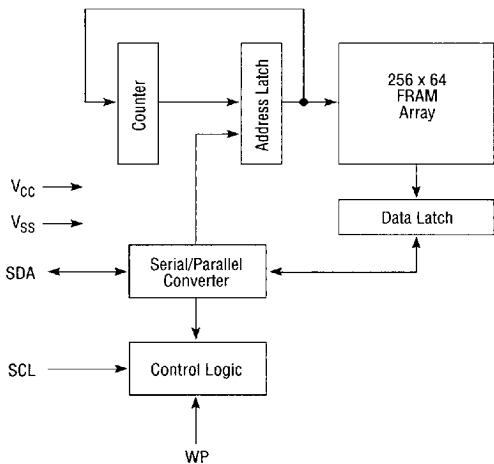 Counter
Address Latch
256 x 64
FRAM
Array
VCC
VSS
Data Latch
SDA
Serial/Parallel
Converter
SCL
Control Logic
WP